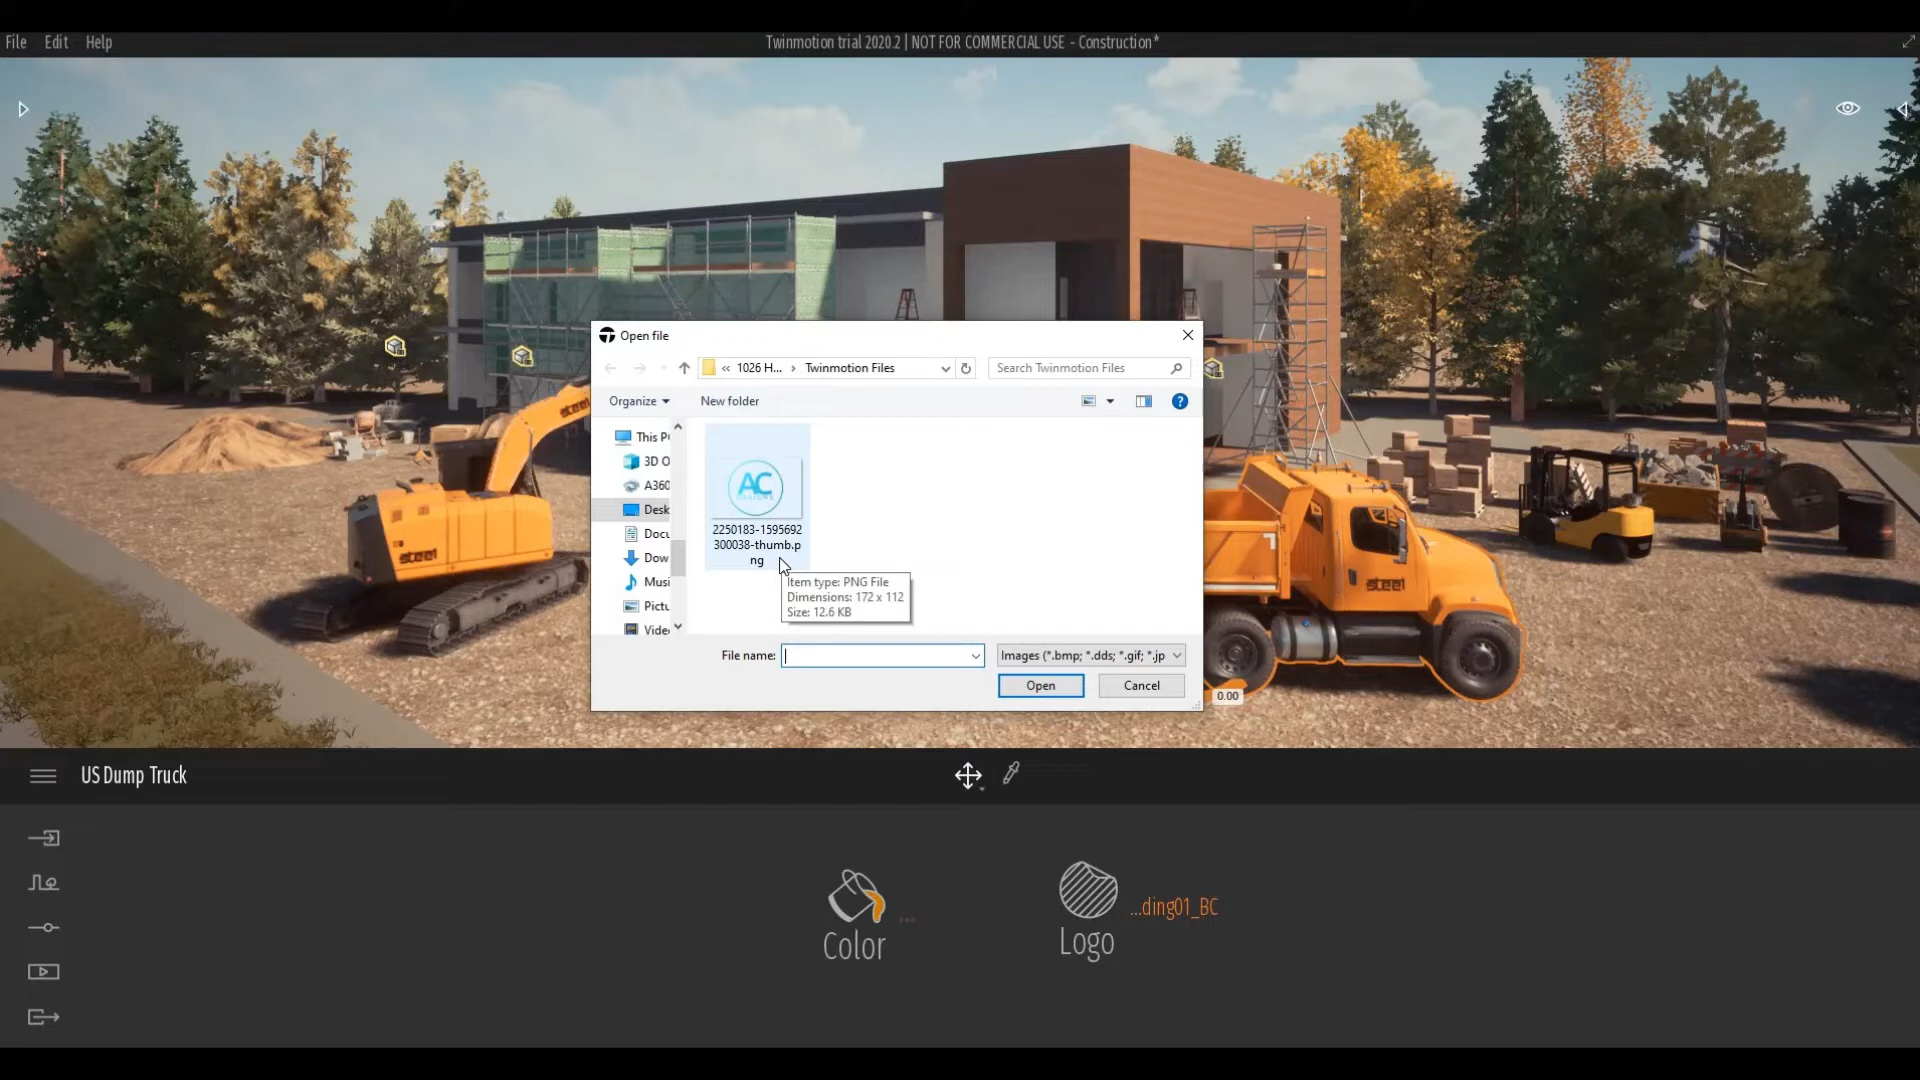 File Edit Help
Twinmotion trial 2020.2 | NOT FOR COMMERCIAL USE - Construction*
Open file
« 1026 H... › Twinmotion Files
Search Twinmotion Files
Organize
New folder
This P
3D O
A360
Desk
Docu
Dow
Musi
Pictu
Vide
AC
2250183-1595692
300038-thumb.p
ng
Item type: PNG File
Dimensions: 172 x 112
Size: 12.6 KB
File name:
Images (*.bmp; *.dds; *.gif; *.jp
Open
Cancel
steel
steel
steel
steel
0.00
US Dump Truck
Color
...
Logo
...ding01_BC